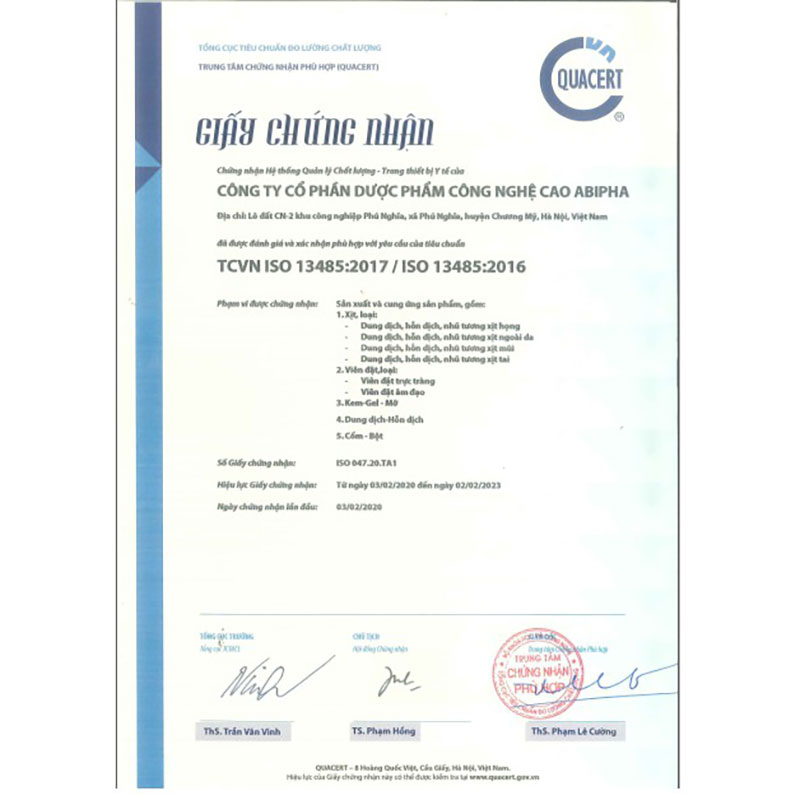 TỔNG CỤC TIÊU CHUẨN ĐO LƯỜNG CHẤT LƯỢNG
TRUNG TÂM CHỨNG NHẬN PHÙ HỢP (QUACERT)
QUACERT
®
GIẤY CHỨNG NHẬN
Chứng nhận Hệ thống Quản lý Chất lượng - Trang thiết bị Y tế của
CÔNG TY CỔ PHẦN DƯỢC PHẨM CÔNG NGHỆ CAO ABIPHA
Địa chỉ: Lô đất CN-2 khu công nghiệp Phú Nghĩa, xã Phú Nghĩa, huyện Chương Mỹ, Hà Nội, Việt Nam
đã được đánh giá và xác nhận phù hợp với yêu cầu của tiêu chuẩn
TCVN ISO 13485:2017 / ISO 13485:2016
Phạm vi được chứng nhận: Sản xuất và cung ứng sản phẩm, gồm:
1.Xịt, loại:
- Dung dịch, hỗn dịch, nhũ tương xịt họng
- Dung dịch, hỗn dịch, nhũ tương xịt ngoài da
- Dung dịch, hỗn dịch, nhũ tương xịt mũi
- Dung dịch, hỗn dịch, nhũ tương xịt tai
2.Viên đặt,loại:
- Viên đặt trực tràng
- Viên đặt âm đạo
3.Kem-Gel - Mỡ
4.Dung dịch-Hỗn dịch
5.Cốm - Bột
Số Giấy chứng nhận: ISO 047.20.TA1
Hiệu lực Giấy chứng nhận: Từ ngày 03/02/2020 đến ngày 02/02/2023
Ngày chứng nhận lần đầu: 03/02/2020
TỔNG CỤC TRƯỞNG
Tổng cục TCĐLCL
CHỦ TỊCH
Hội đồng Chứng nhận
GIÁM ĐỐC
Trung tâm Chứng nhận Phù hợp
TRUNG TÂM
CHỨNG NHẬN
PHÙ HỢP
ThS. Trần Văn Vinh
TS. Phạm Hồng
ThS. Phạm Lê Cường
QUACERT – 8 Hoàng Quốc Việt, Cầu Giấy, Hà Nội, Việt Nam.
Hiệu lực của Giấy chứng nhận này có thể được kiểm tra tại www.quacert.gov.vn